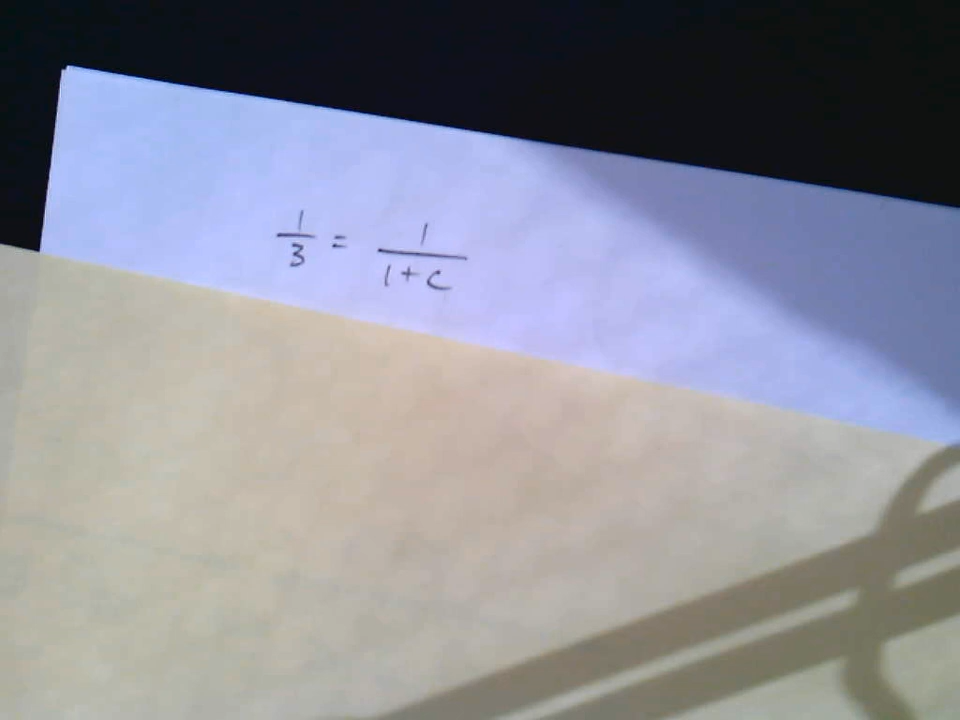 1/3 = 1/(1+c)